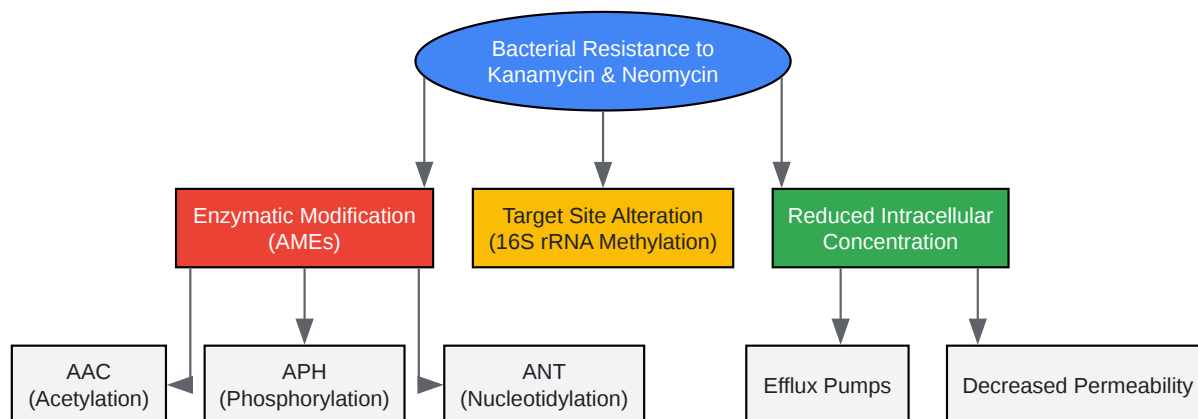 Bacterial Resistance to
Kanamycin & Neomycin
Enzymatic Modification
(AMEs)
Target Site Alteration
(16S rRNA Methylation)
Reduced Intracellular
Concentration
AAC
(Acetylation)
APH
(Phosphorylation)
ANT
(Nucleotidylation)
Efflux Pumps
Decreased Permeability